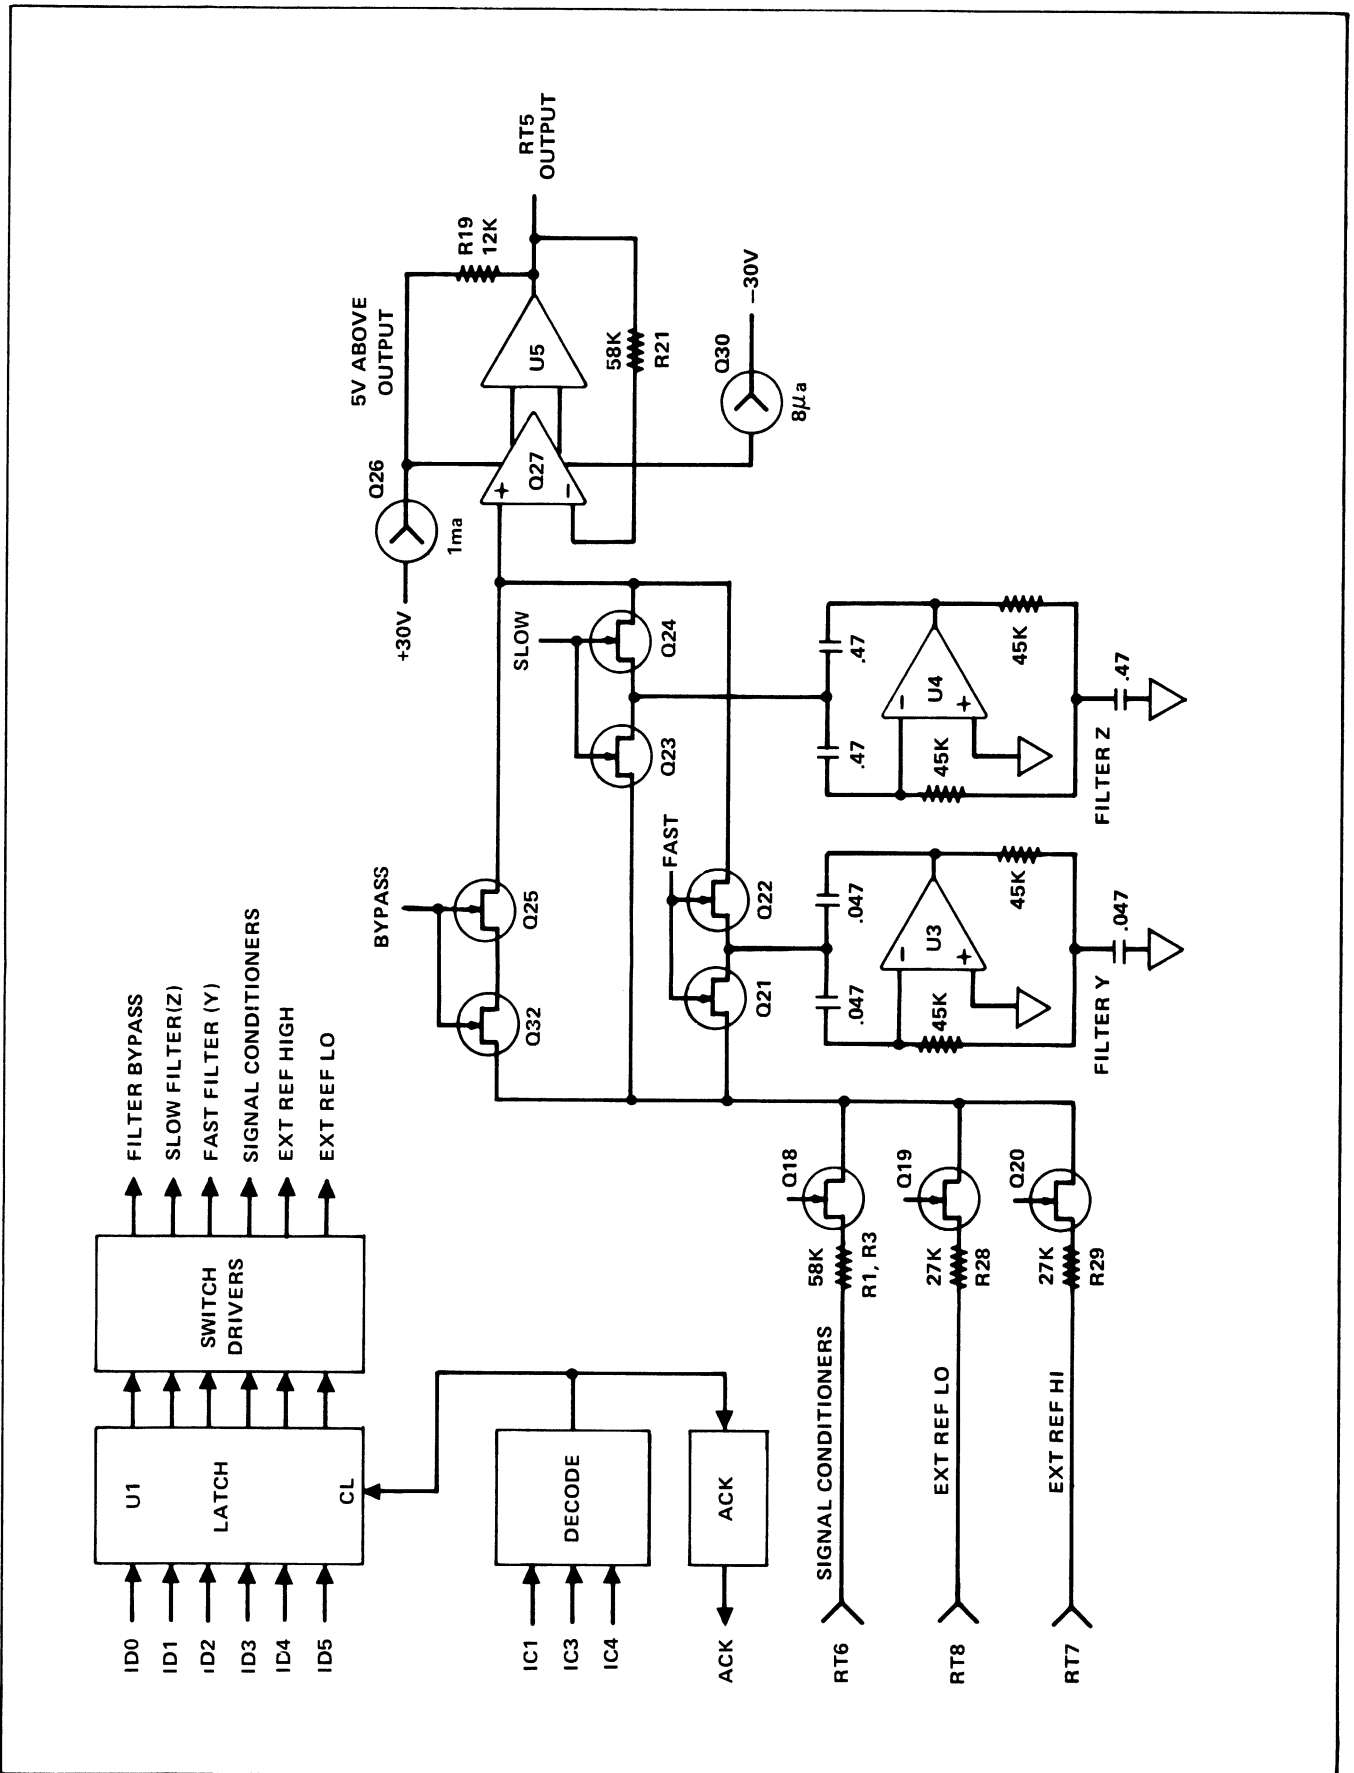 ID0
ID1
ID2
ID3
ID4
ID5
U1
LATCH
CL
SWITCH
DRIVERS
FILTER BYPASS
SLOW FILTER(Z)
FAST FILTER (Y)
SIGNAL CONDITIONERS
EXT REF HIGH
EXT REF LO
IC1
IC3
IC4
DECODE
ACK
ACK
BYPASS
Q32
Q25
SLOW
Q23
Q24
FAST
Q21
Q22
+30V
Q26
1ma
5V ABOVE
OUTPUT
R19
12K
RT5
OUTPUT
+
−
Q27
U5
58K
R21
Q30
8μa
−30V
RT6
SIGNAL CONDITIONERS
58K
R1, R3
Q18
RT8
EXT REF LO
27K
R28
Q19
RT7
EXT REF HI
27K
R29
Q20
.047
.047
−
+
U3
45K
45K
FILTER Y
.047
.47
.47
−
+
U4
45K
45K
FILTER Z
.47